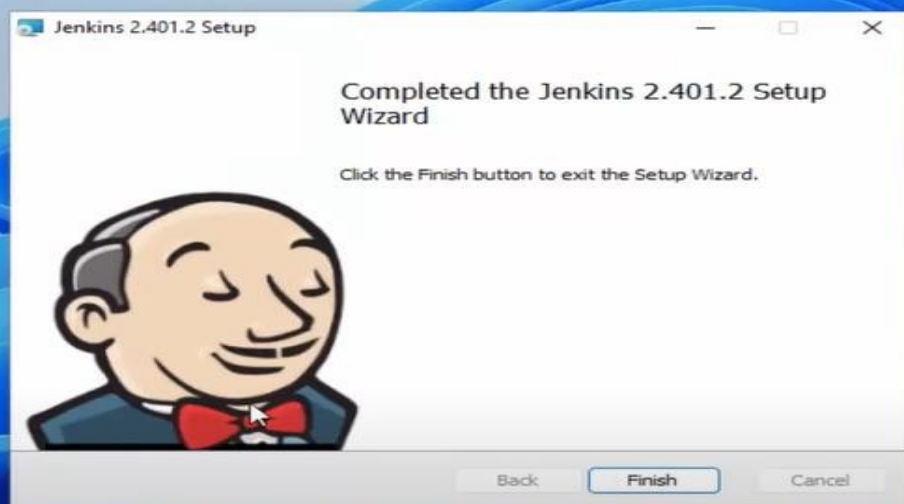 Jenkins 2.401.2 Setup
Completed the Jenkins 2.401.2 Setup
Wizard
Click the Finish button to exit the Setup Wizard.
Back
Finish
Cancel